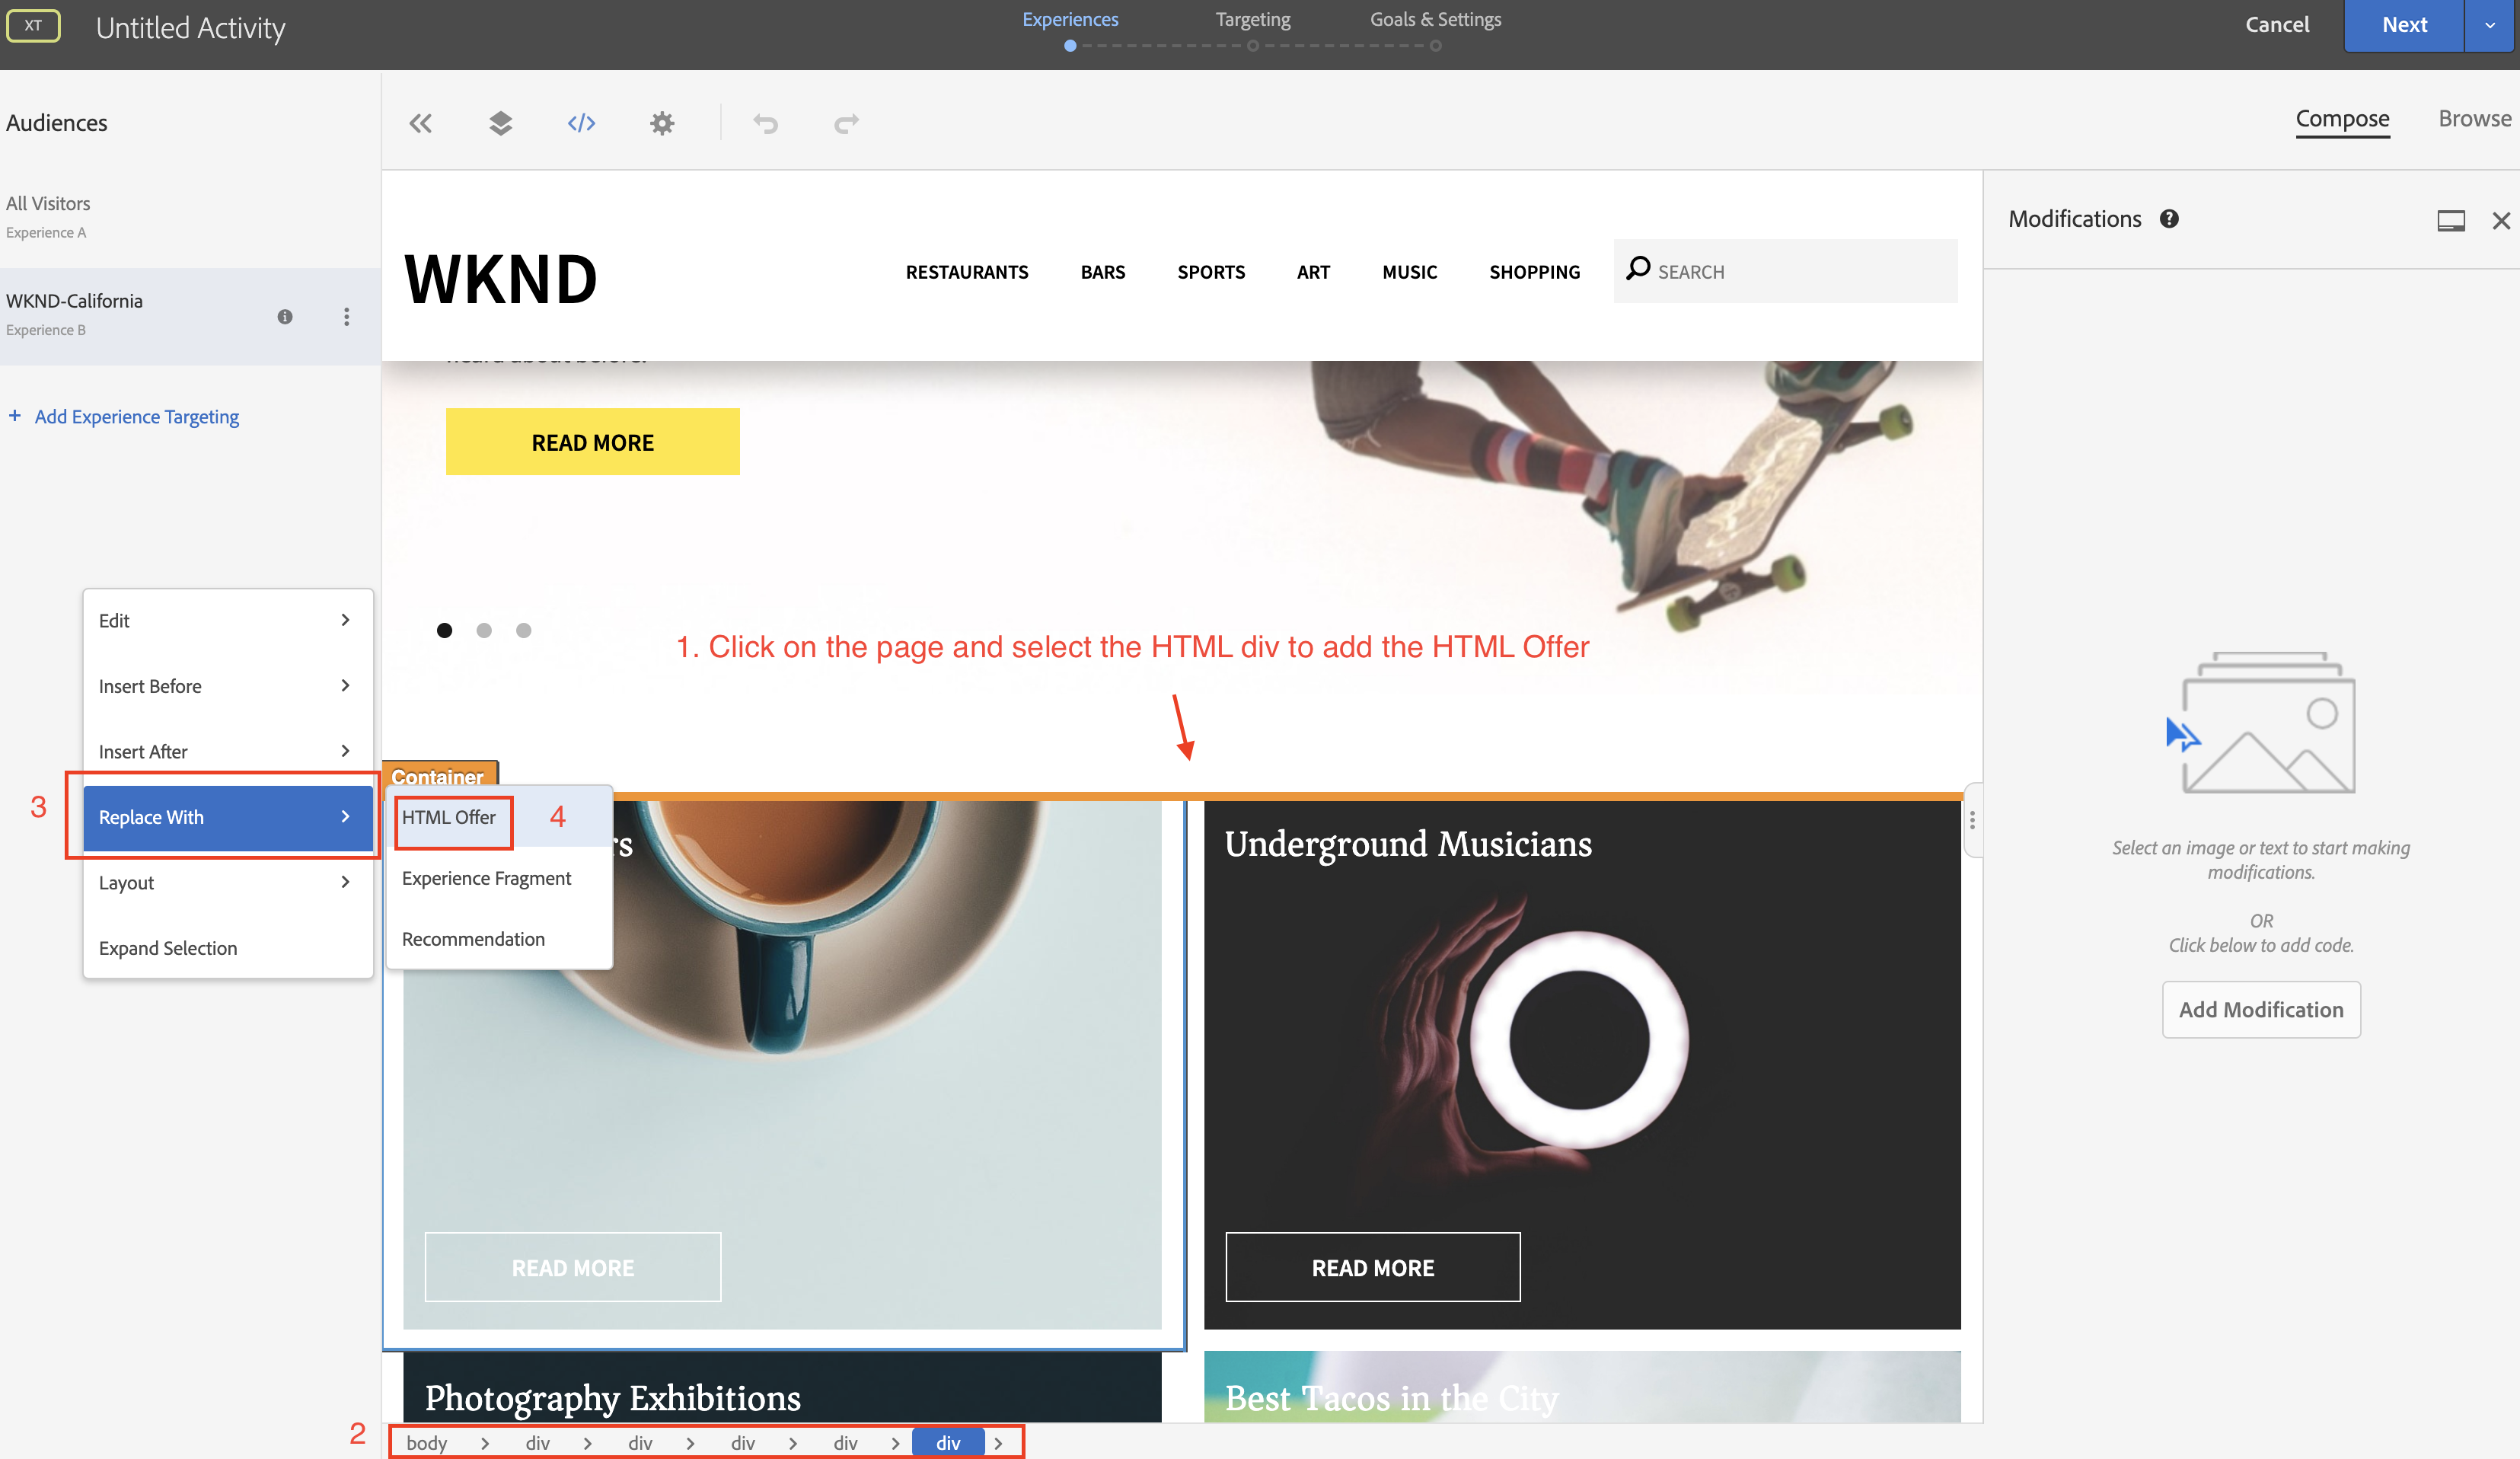 XT
Untitled Activity
Experiences
Targeting
Goals & Settings
Cancel
Next
Audiences
Compose
Browse
All Visitors
Experience A
WKND-California
Experience B
+ Add Experience Targeting
WKND
RESTAURANTS
BARS
SPORTS
ART
MUSIC
SHOPPING
SEARCH
Modifications
heard about before.
READ MORE
1. Click on the page and select the HTML div to add the HTML Offer
Edit
Insert Before
Insert After
3
Replace With
Layout
Expand Selection
Container
HTML Offer
4
Experience Fragment
Recommendation
rs
Underground Musicians
READ MORE
READ MORE
Photography Exhibitions
Best Tacos in the City
Select an image or text to start making
modifications.
OR
Click below to add code.
Add Modification
2
body > div > div > div > div > div >